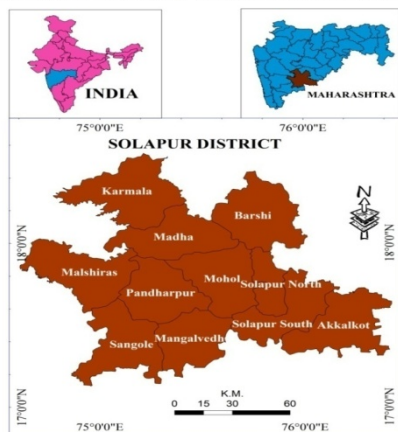 INDIA
MAHARASHTRA
75°0'0"E
76°0'0"E
SOLAPUR DISTRICT
N
Karmala
Barshi
Madha
18°0'0"N
18°0'0"N
Malshiras
Mohol
Solapur North
Pandharpur
Solapur South
Akkalkot
Sangole
Mangalvedh
K.M.
0 15 30 60
17°0'0"N
17°0'0"N
75°0'0"E
76°0'0"E